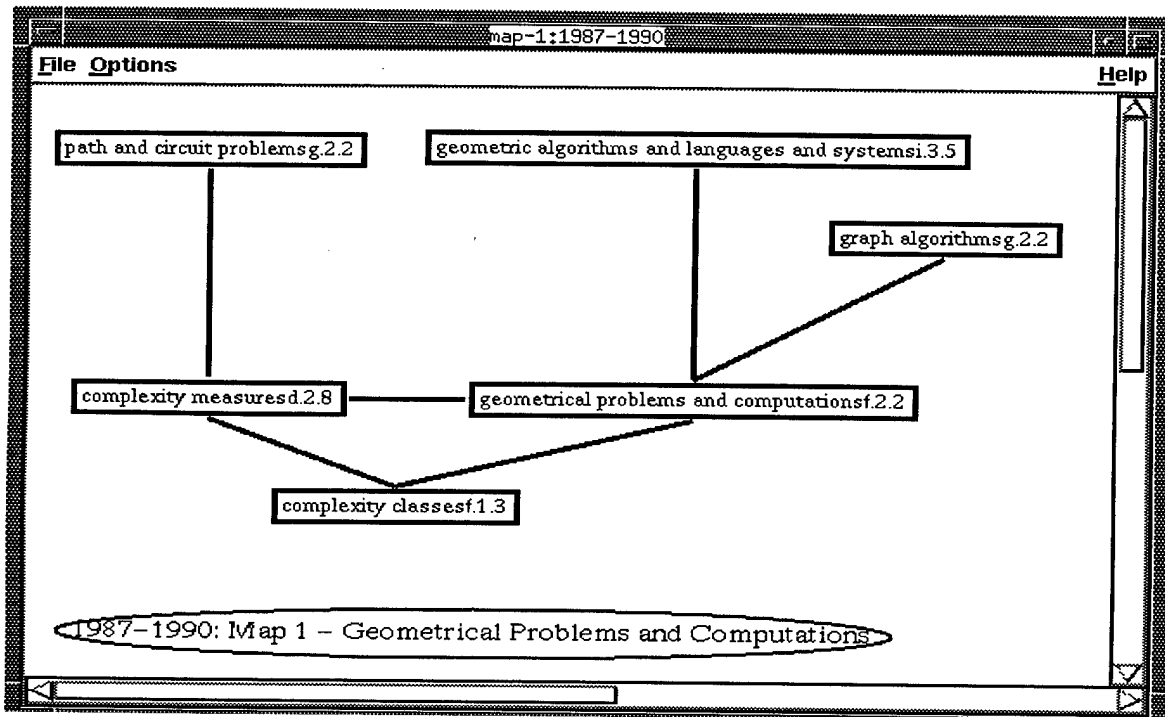 map-1:1987-1990
File Options
Help
path and circuit problemsg.2.2
geometric algorithms and languages and systemsi.3.5
graph algorithmsg.2.2
complexity measuresd.2.8
geometrical problems and computationsf.2.2
complexity classesf.1.3
1987-1990: Map 1 - Geometrical Problems and Computations